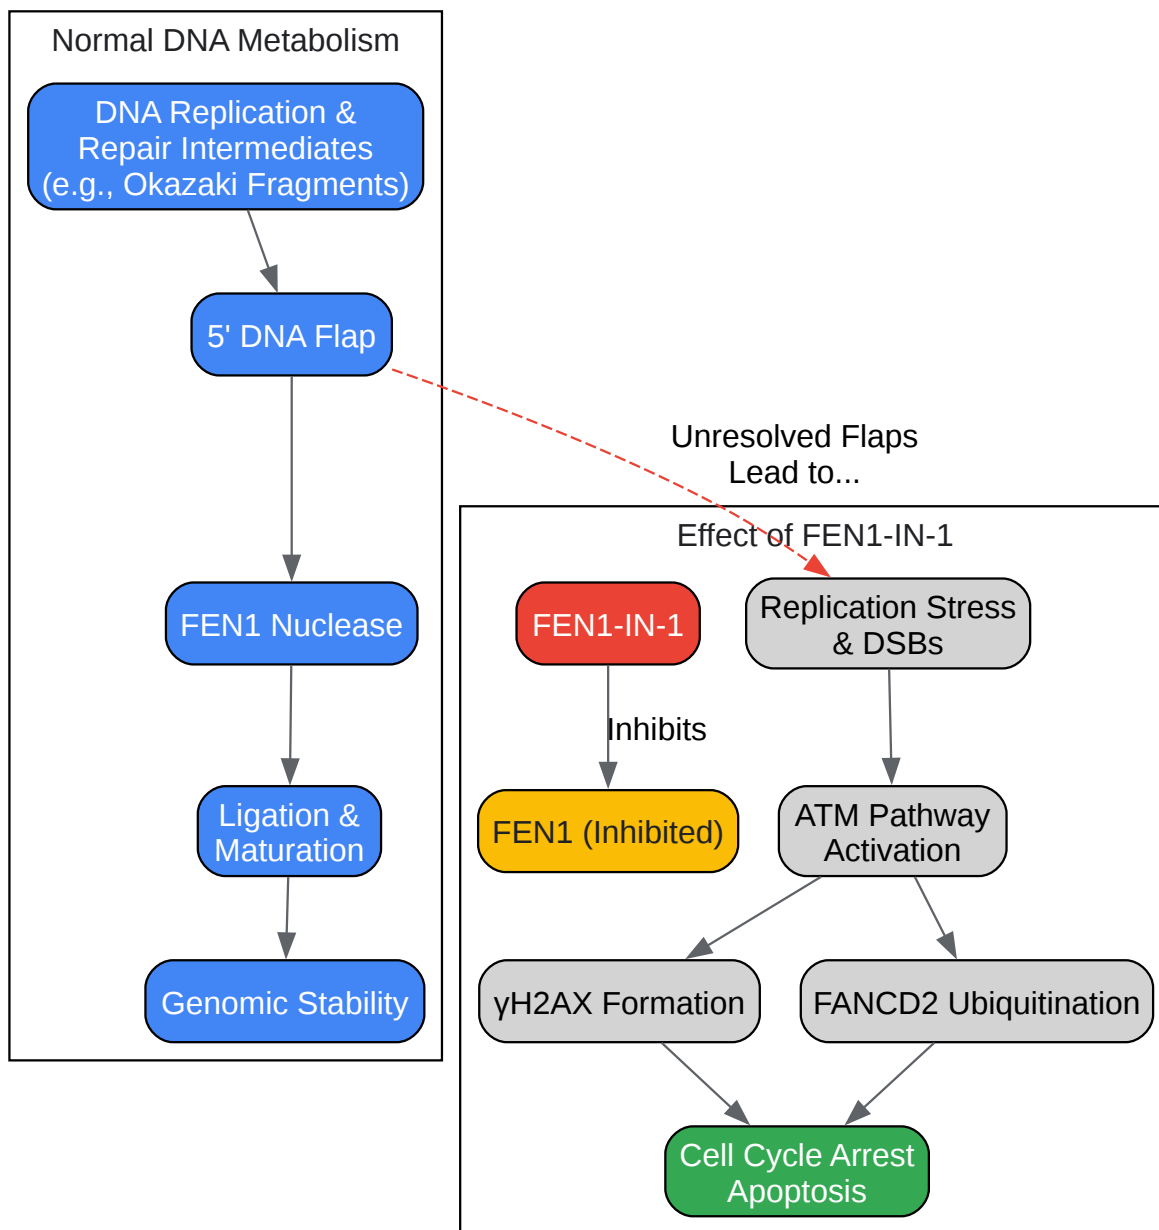 Normal DNA Metabolism
DNA Replication &
Repair Intermediates
(e.g., Okazaki Fragments)
5' DNA Flap
Unresolved Flaps
Lead to...
Effect of FEN1-IN-1
FEN1 Nuclease
FEN1-IN-1
Replication Stress
& DSBs
Inhibits
Ligation &
Maturation
FEN1 (Inhibited)
ATM Pathway
Activation
Genomic Stability
γH2AX Formation
FANCD2 Ubiquitination
Cell Cycle Arrest
Apoptosis